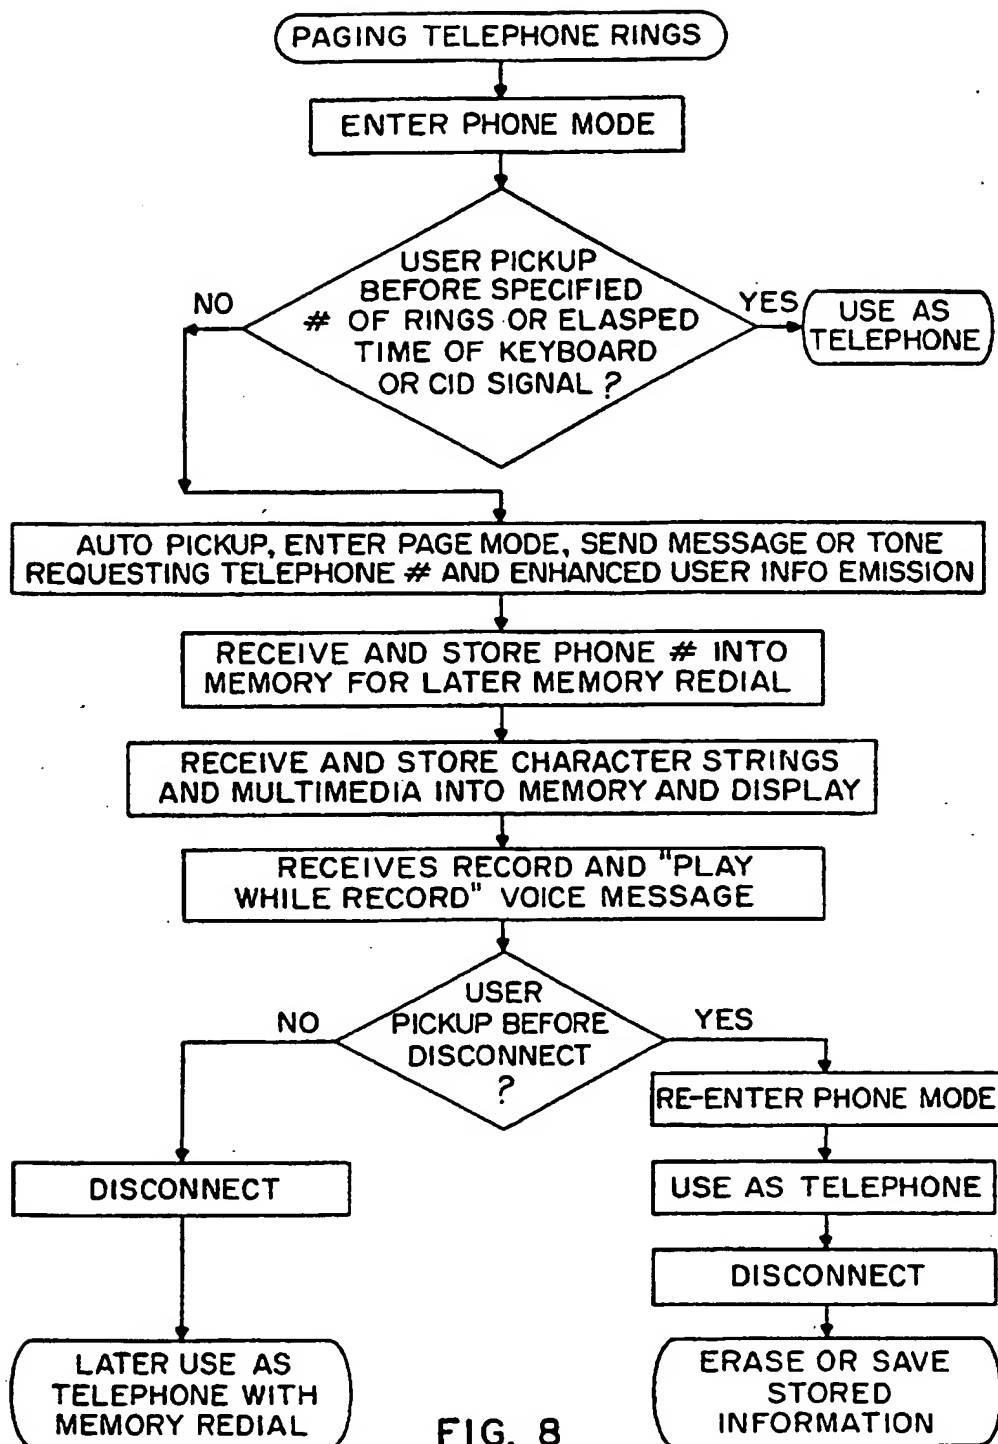 PAGING TELEPHONE RINGS
ENTER PHONE MODE
USER PICKUP
BEFORE SPECIFIED
# OF RINGS OR ELASPED
TIME OF KEYBOARD
OR CID SIGNAL ?
NO
YES
USE AS
TELEPHONE
AUTO PICKUP, ENTER PAGE MODE, SEND MESSAGE OR TONE
REQUESTING TELEPHONE # AND ENHANCED USER INFO EMISSION
RECEIVE AND STORE PHONE # INTO
MEMORY FOR LATER MEMORY REDIAL
RECEIVE AND STORE CHARACTER STRINGS
AND MULTIMEDIA INTO MEMORY AND DISPLAY
RECEIVES RECORD AND "PLAY
WHILE RECORD" VOICE MESSAGE
USER
PICKUP BEFORE
DISCONNECT
?
NO
YES
DISCONNECT
LATER USE AS
TELEPHONE WITH
MEMORY REDIAL
RE-ENTER PHONE MODE
USE AS TELEPHONE
DISCONNECT
ERASE OR SAVE
STORED
INFORMATION
FIG. 8